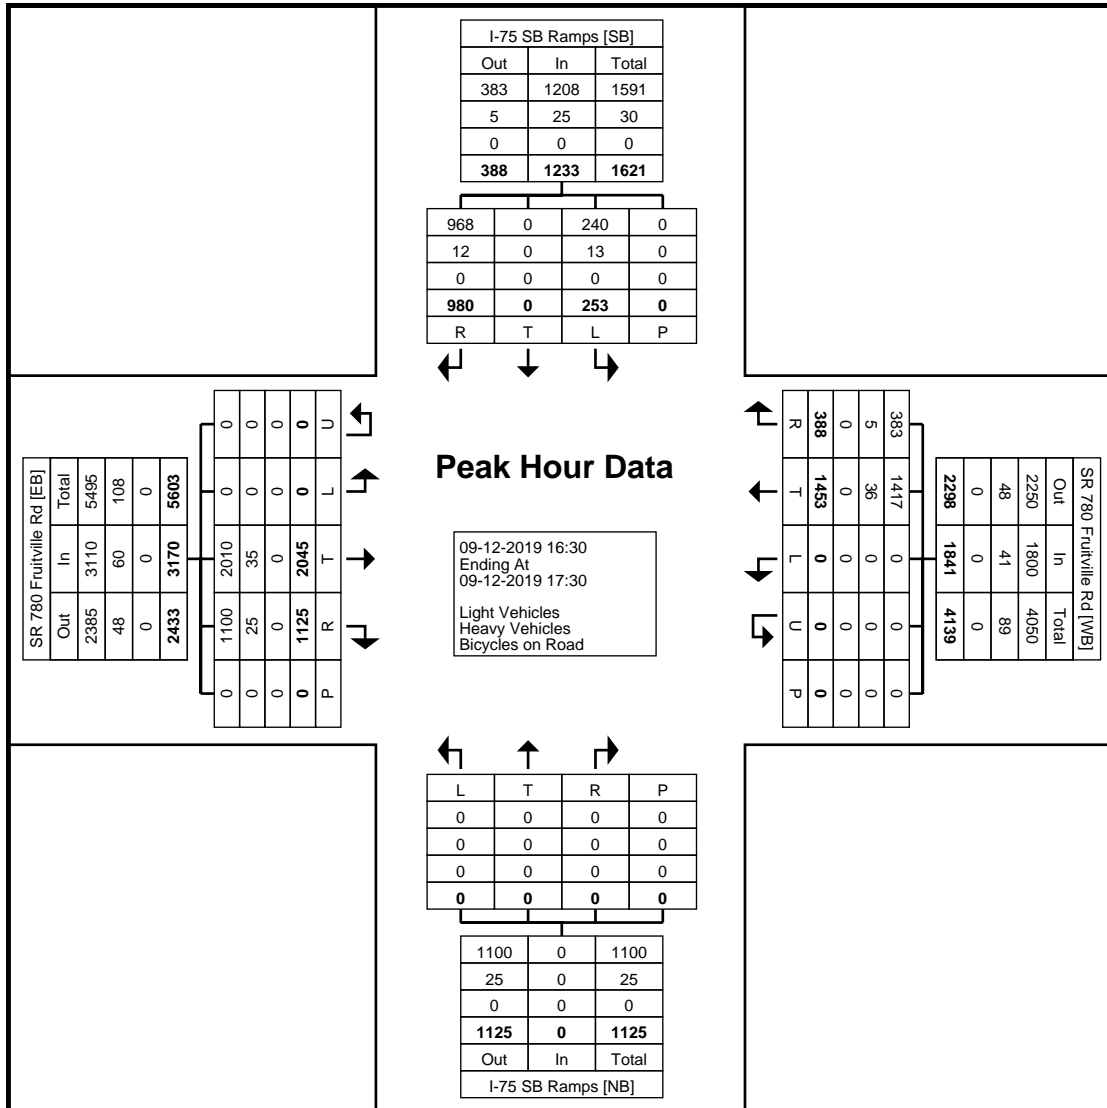 I-75 SB Ramps [SB]
Out In Total
383 1208 1591
5 25 30
0 0 0
388 1233 1621
968 0 240 0
12 0 13 0
0 0 0 0
980 0 253 0
R T L P
SR 780 Fruitville Rd [EB]
Total In Out
5495 3110 2385
108 60 48
0 0 0
5603 3170 2433
0 0 2010 1100 0
0 0 35 25 0
0 0 0 0 0
0 0 2045 1125 0
U L T R P
Peak Hour Data
09-12-2019 16:30
Ending At
09-12-2019 17:30
Light Vehicles
Heavy Vehicles
Bicycles on Road
SR 780 Fruitville Rd [WB]
Out In Total
2250 1800 4050
48 41 89
0 0 0
2298 1841 4139
383 1417 0 0 0
5 36 0 0 0
0 0 0 0 0
388 1453 0 0 0
R T L U P
L T R P
0 0 0 0
0 0 0 0
0 0 0 0
0 0 0 0
1100 0 1100
25 0 25
0 0 0
1125 0 1125
Out In Total
I-75 SB Ramps [NB]